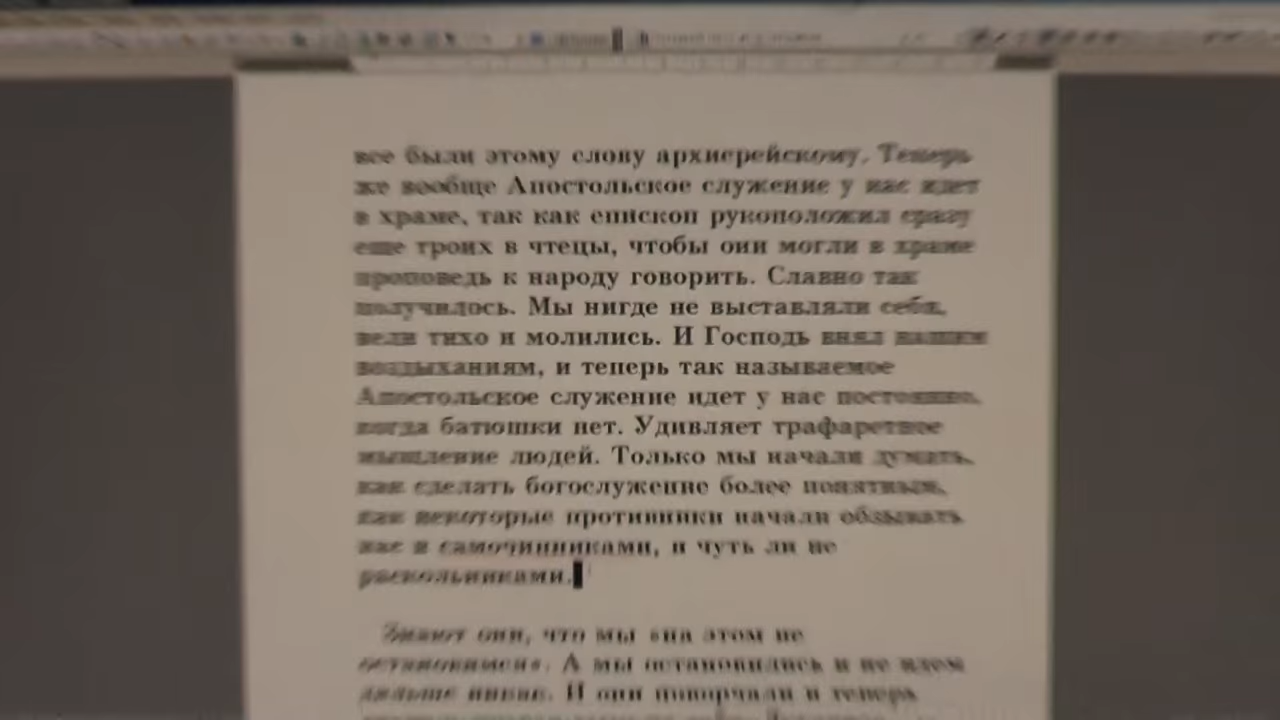 все были этому слову архиерейскому. Теперь
же вообще Апостольское служение у нас идет
в храме, так как епископ рукоположил сразу
еще троих в чтецы, чтобы они могли в храме
проповедь к народу говорить. Славно так
получилось. Мы нигде не выставляли себя,
вели тихо и молились. И Господь внял нашим
воздыханиям, и теперь так называемое
Апостольское служение идет у нас постоянно,
когда батюшки нет. Удивляет трафаретное
мышление людей. Только мы начали думать,
как сделать богослужение более понятным,
как некоторые противники начали обзывать
нас и самочинниками, и чуть ли не
раскольниками.
Знают они, что мы «на этом не
остановимся». А мы остановились и не идем
дальше никак. И они поворчали и теперь